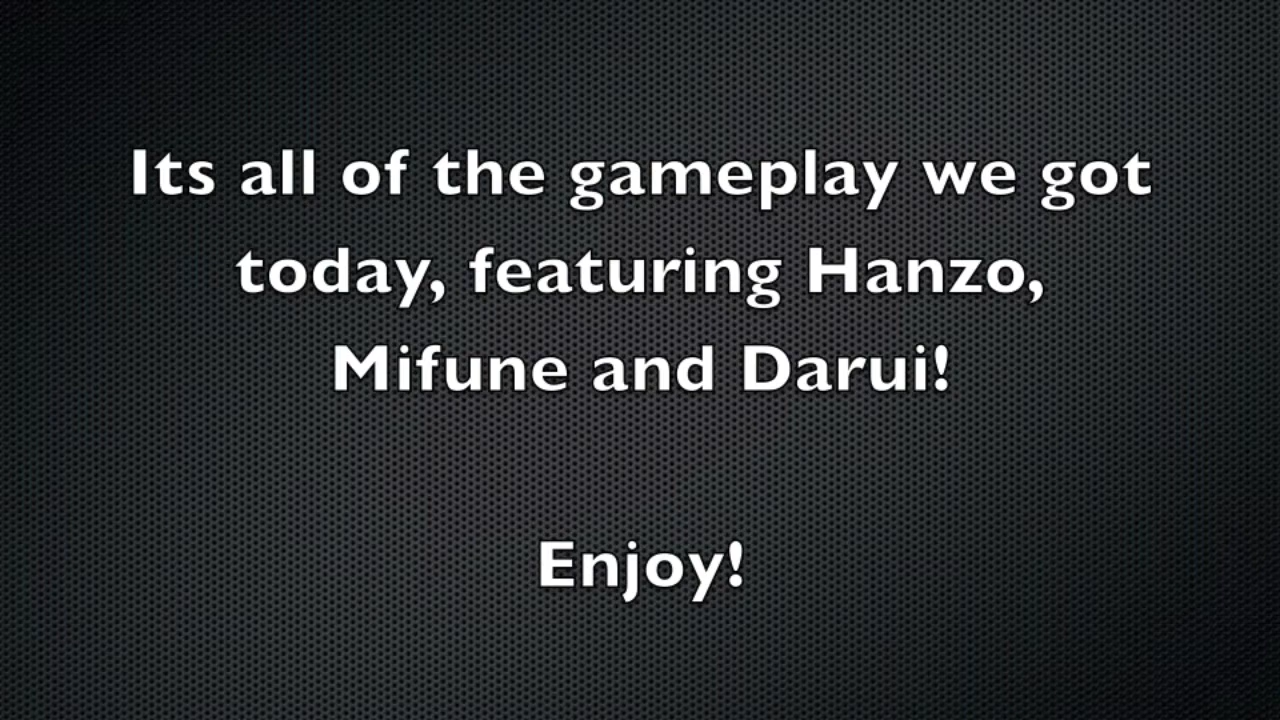 Its all of the gameplay we got
today, featuring Hanzo,
Mifune and Darui!
Enjoy!